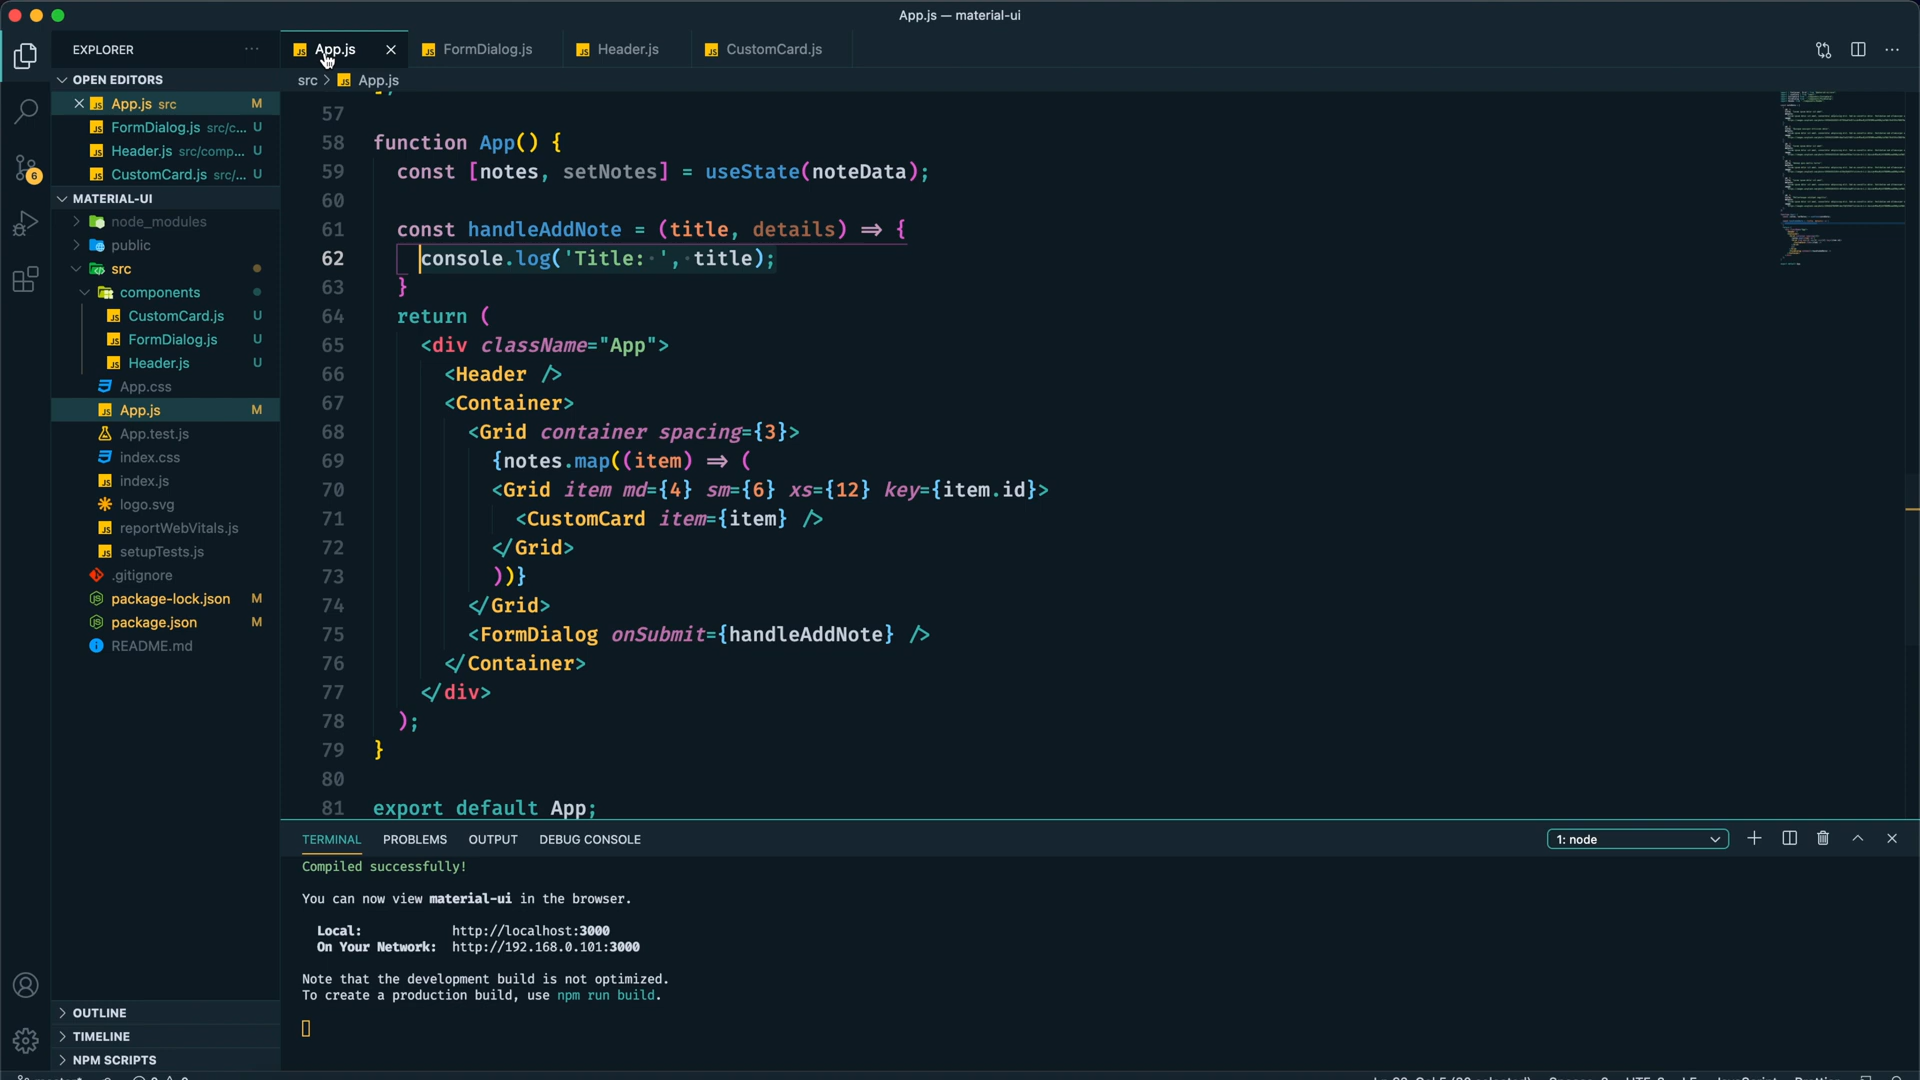 App.js — material-ui
EXPLORER
App.js
FormDialog.js
Header.js
CustomCard.js
OPEN EDITORS
src > App.js
App.js src M
FormDialog.js src/c... U
Header.js src/comp... U
CustomCard.js src/... U
6
MATERIAL-UI
node_modules
public
src
components
CustomCard.js U
FormDialog.js U
Header.js U
App.css
App.js M
App.test.js
index.css
index.js
logo.svg
reportWebVitals.js
setupTests.js
.gitignore
package-lock.json M
package.json M
README.md
OUTLINE
TIMELINE
NPM SCRIPTS
57
58 function App() {
59 const [notes, setNotes] = useState(noteData);
60
61 const handleAddNote = (title, details) => {
62 console.log('Title: ', title);
63 }
64 return (
65 <div className="App">
66 <Header />
67 <Container>
68 <Grid container spacing={3}>
69 {notes.map((item) => (
70 <Grid item md={4} sm={6} xs={12} key={item.id}>
71 <CustomCard item={item} />
72 </Grid>
73 ))}
74 </Grid>
75 <FormDialog onSubmit={handleAddNote} />
76 </Container>
77 </div>
78 );
79 }
80
81 export default App;
TERMINAL PROBLEMS OUTPUT DEBUG CONSOLE
1: node
Compiled successfully!
You can now view material-ui in the browser.
Local: http://localhost:3000
On Your Network: http://192.168.0.101:3000
Note that the development build is not optimized.
To create a production build, use npm run build.